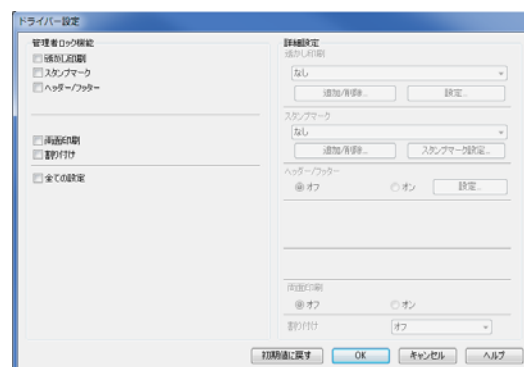 ドライバー設定
管理者ロック機能
透かし印刷
スタンプマーク
ヘッダー/フッター
両面印刷
割り付け
全ての設定
詳細設定
透かし印刷
なし
追加/削除... 設定...
スタンプマーク
なし
追加/削除... スタンプマーク設定...
ヘッダー/フッター
オフ オン 設定...
両面印刷
オフ オン
割り付け オフ
初期値に戻す OK キャンセル ヘルプ